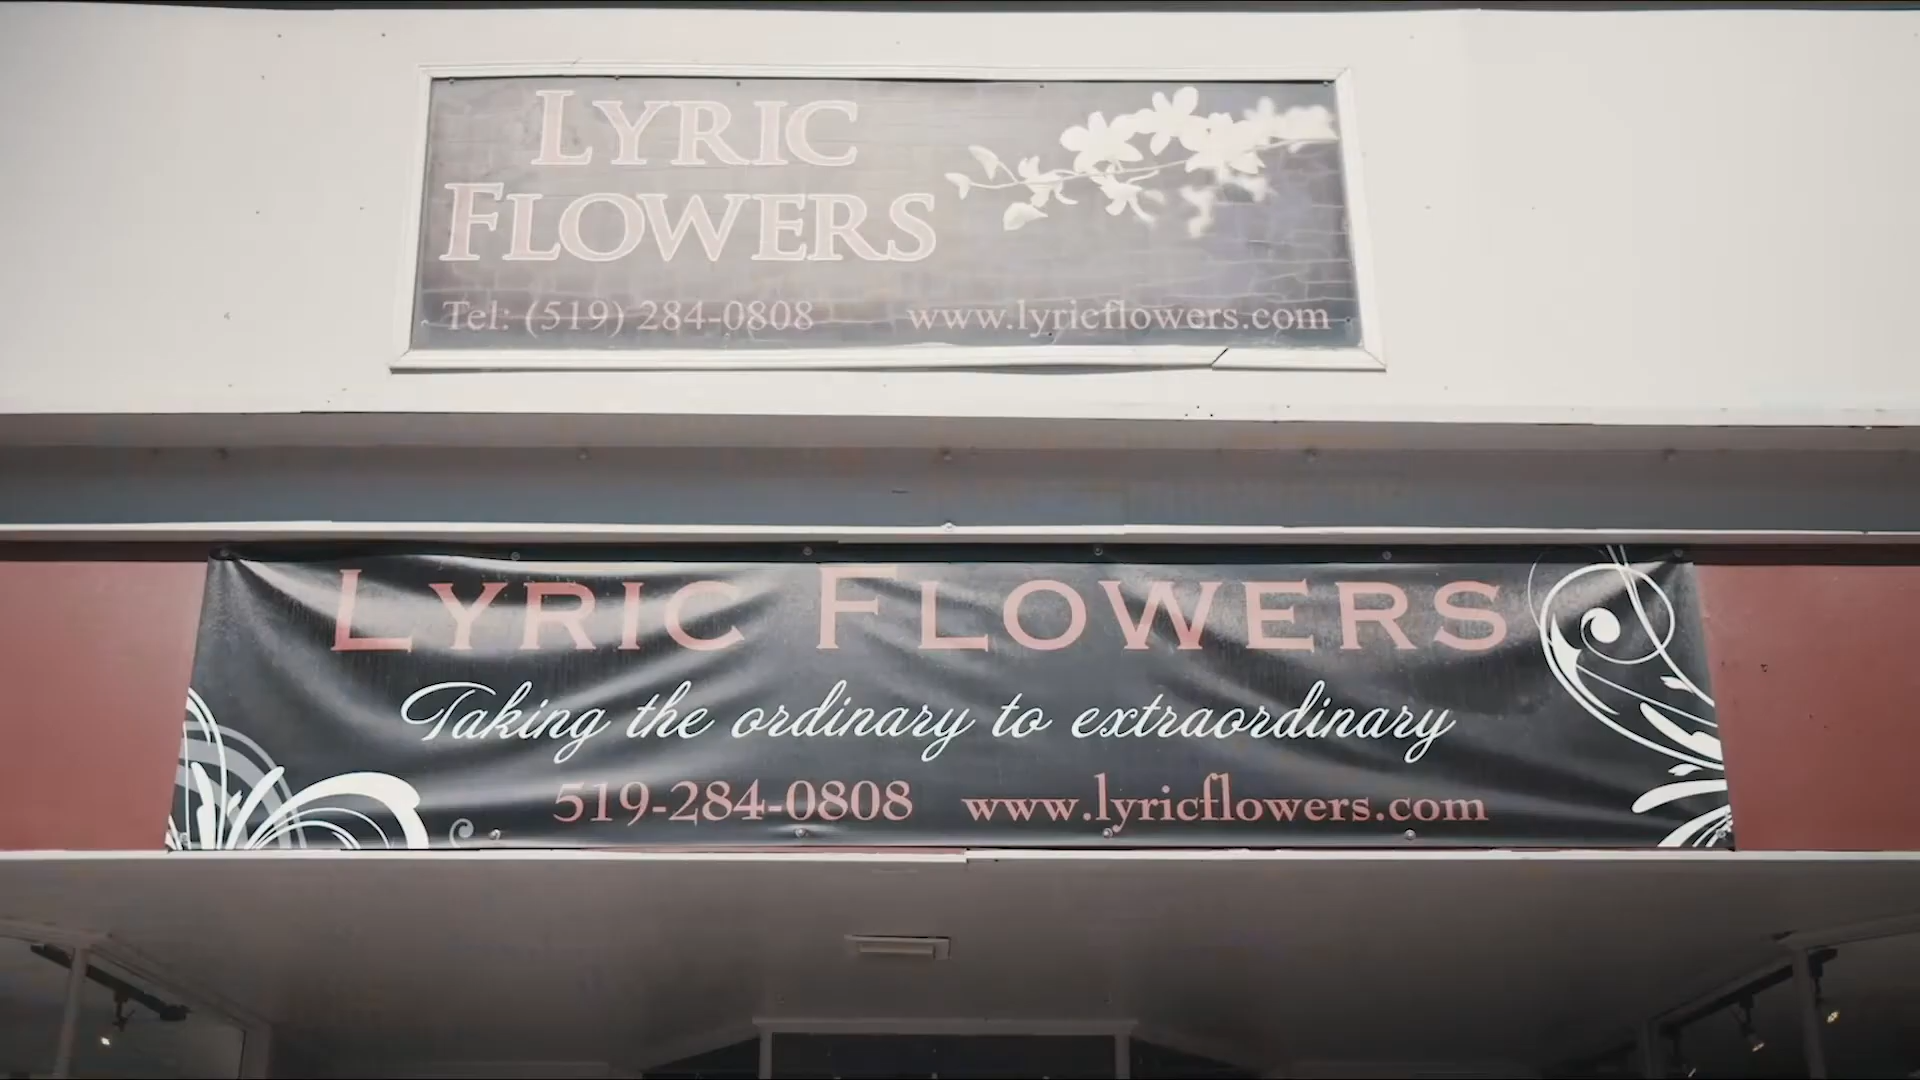 LYRIC
FLOWERS
Tel: (519) 284-0808 www.lyricflowers.com
LYRIC FLOWERS
Taking the ordinary to extraordinary
519-284-0808 www.lyricflowers.com